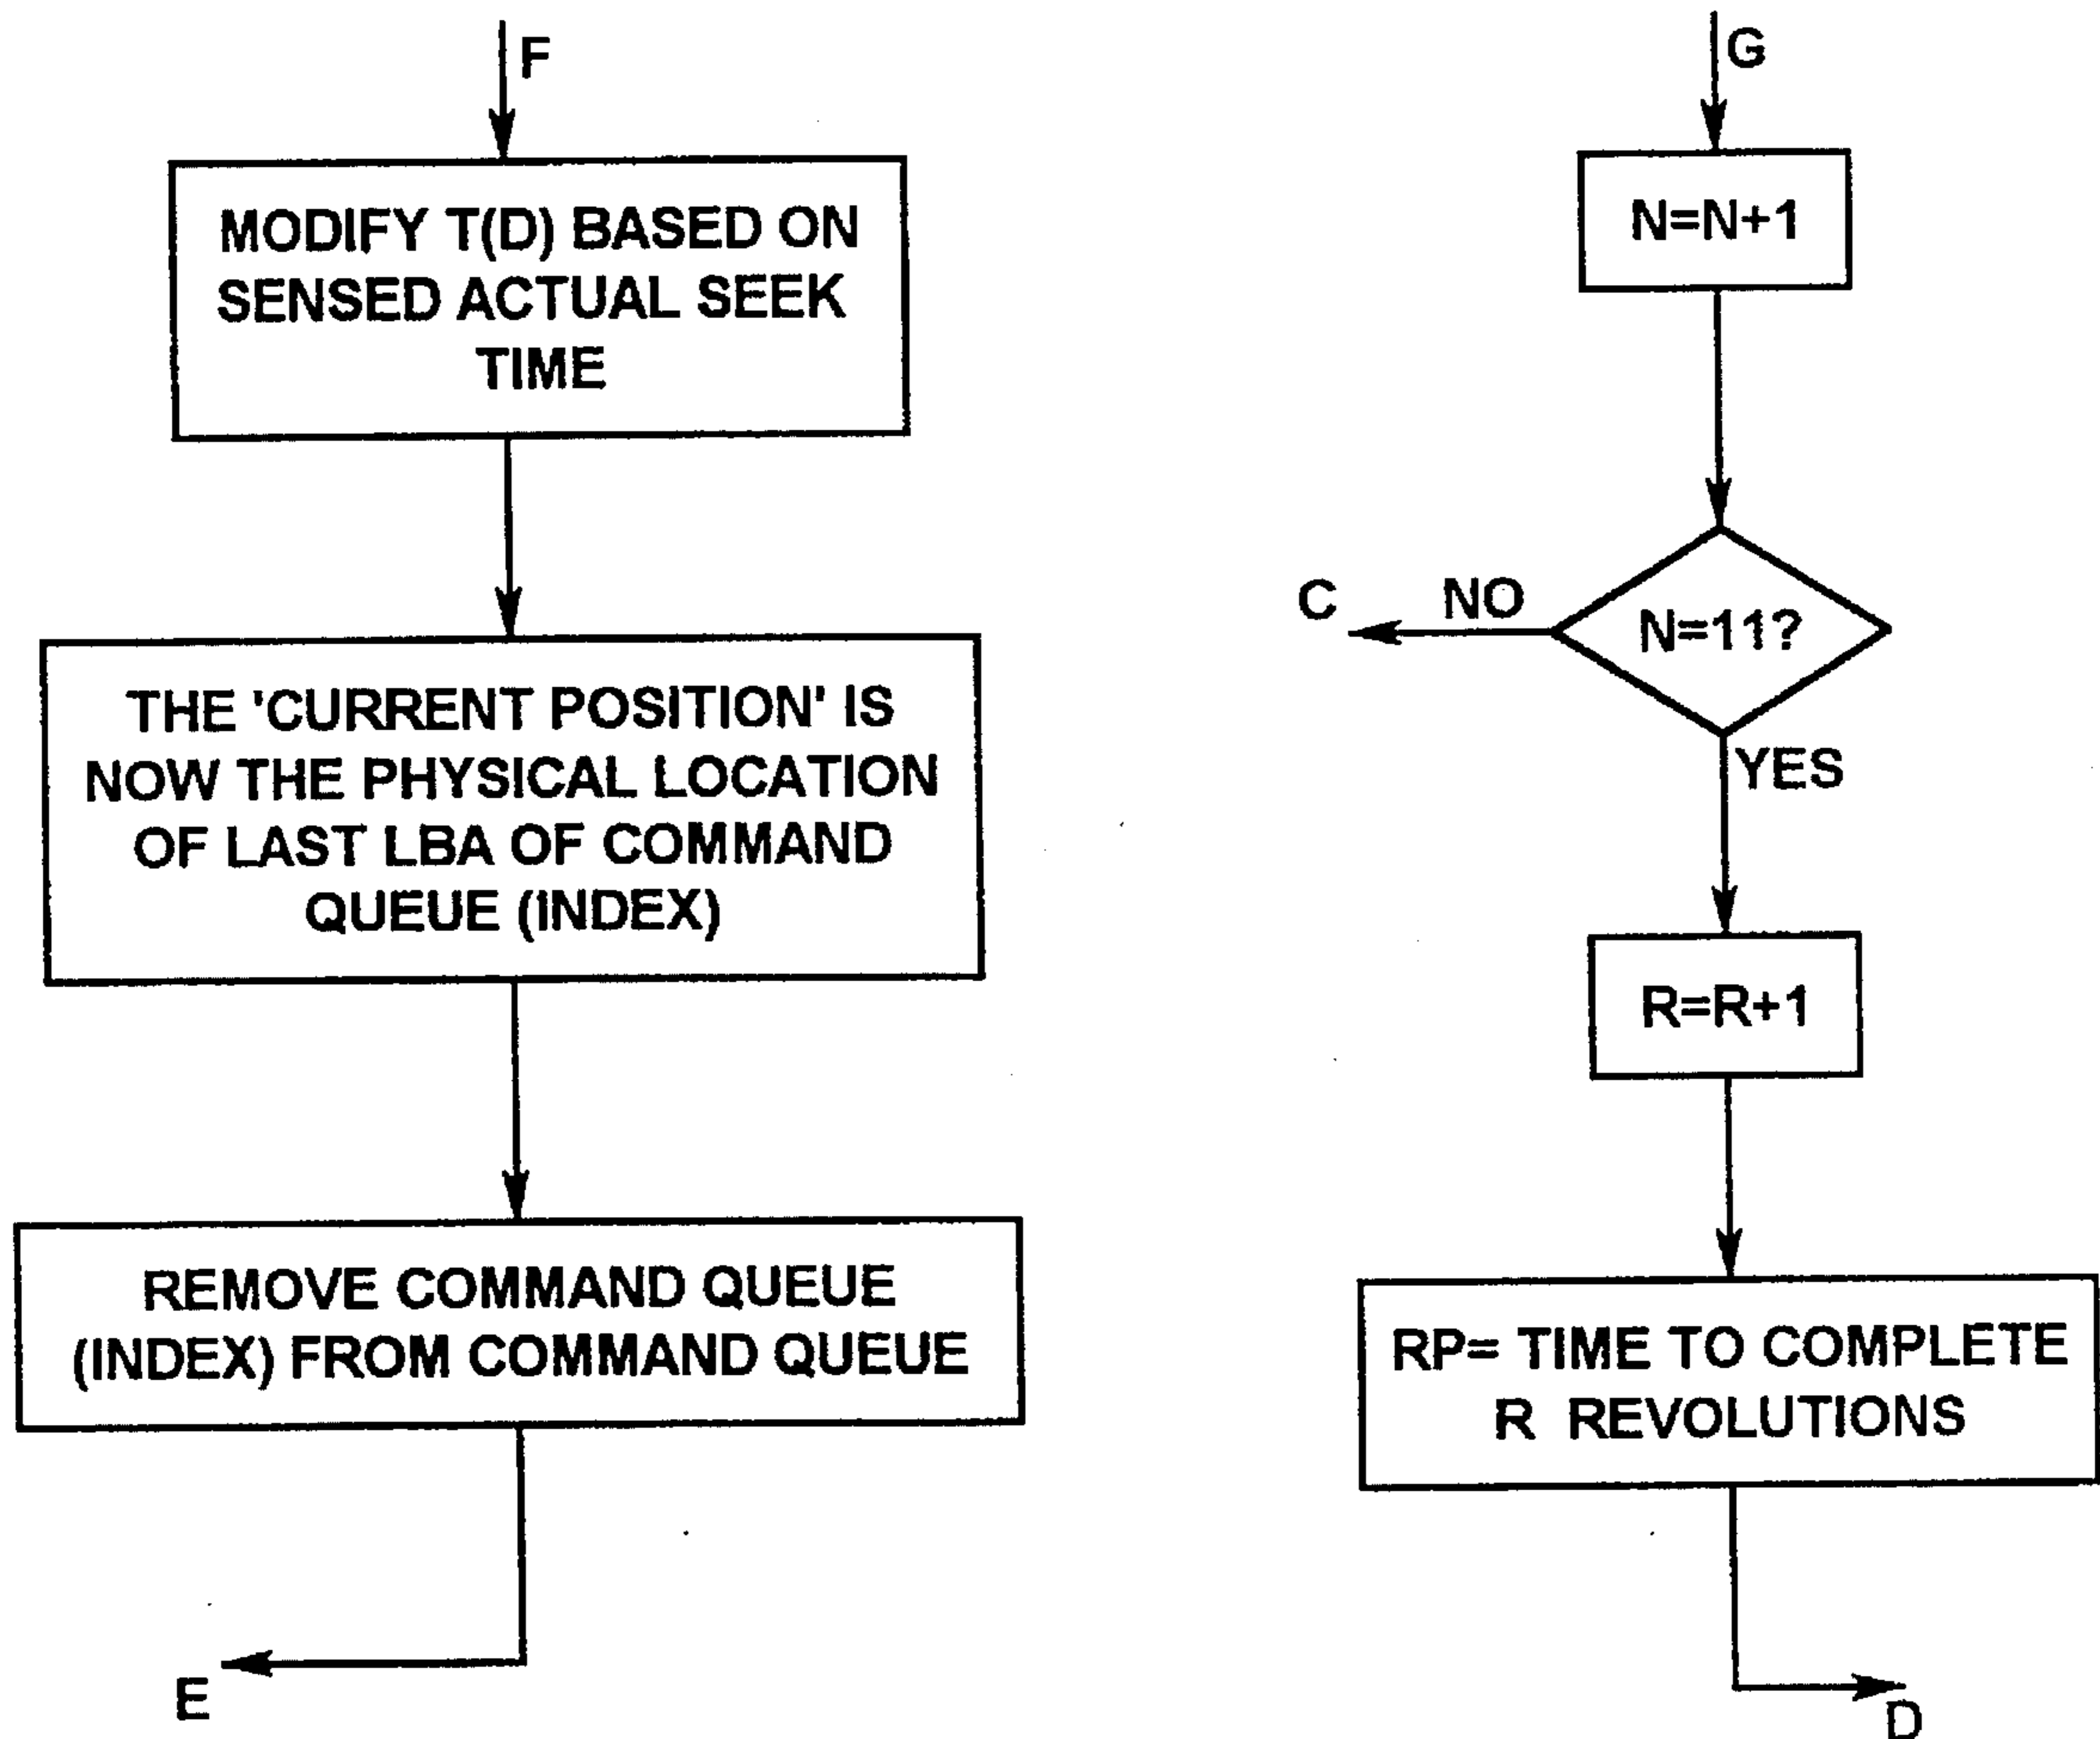 F
MODIFY T(D) BASED ON
SENSED ACTUAL SEEK
TIME
THE 'CURRENT POSITION' IS
NOW THE PHYSICAL LOCATION
OF LAST LBA OF COMMAND
QUEUE (INDEX)
REMOVE COMMAND QUEUE
(INDEX) FROM COMMAND QUEUE
E
G
N=N+1
N=11?
NO
C
YES
R=R+1
RP= TIME TO COMPLETE
R REVOLUTIONS
D